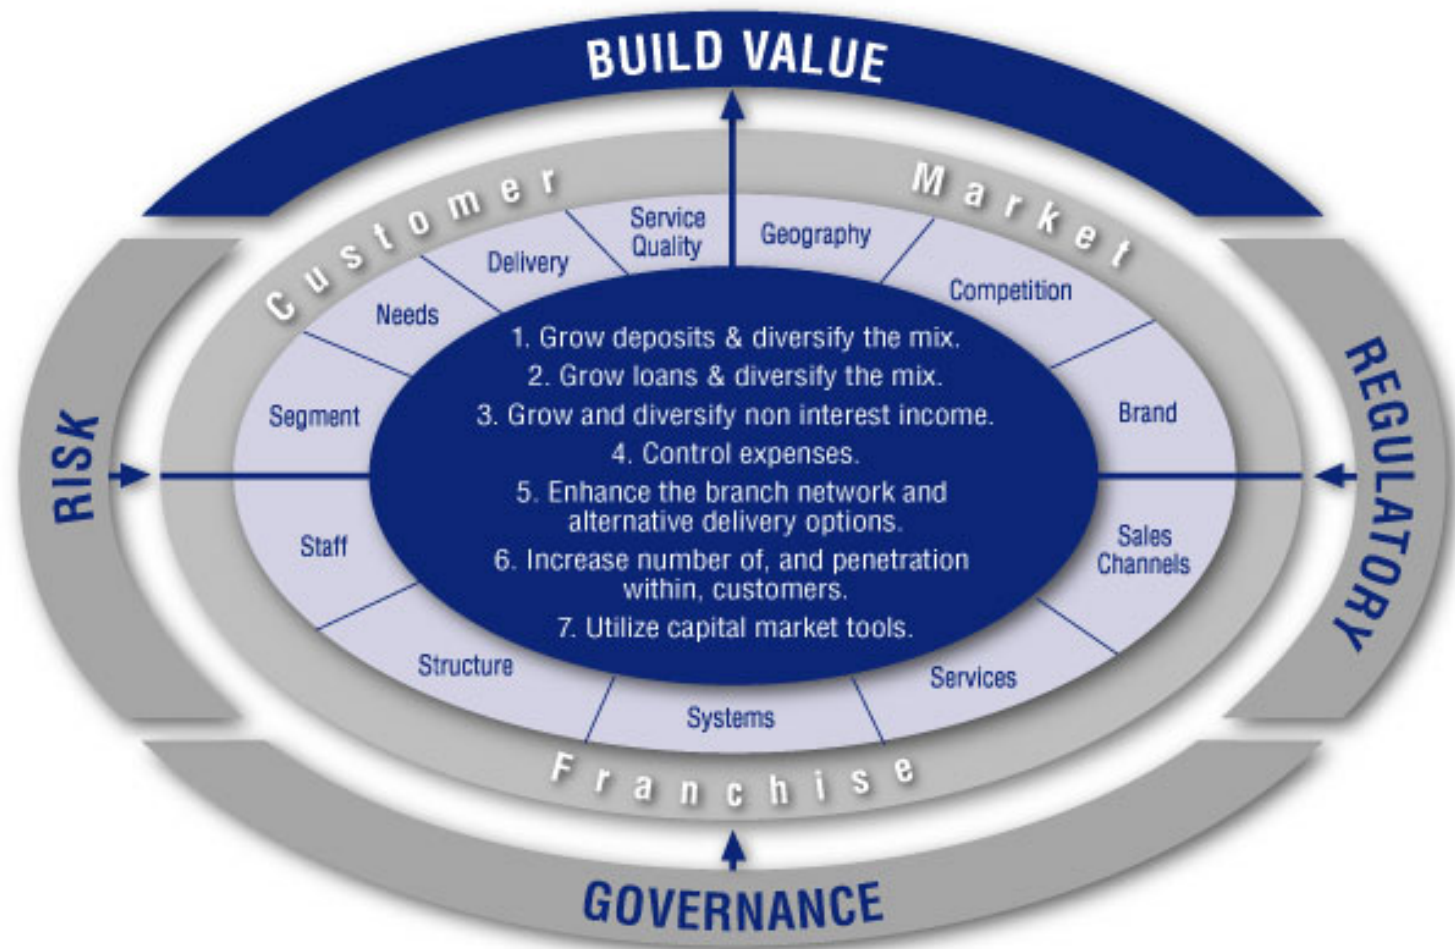 BUILD VALUE
Customer
Market
Service
Quality
Geography
Delivery
Competition
Needs
Segment
Brand
1. Grow deposits & diversify the mix.
2. Grow loans & diversify the mix.
3. Grow and diversify non interest income.
4. Control expenses.
5. Enhance the branch network and
alternative delivery options.
6. Increase number of, and penetration
within, customers.
7. Utilize capital market tools.
RISK
REGULATORY
Staff
Sales
Channels
Structure
Services
Systems
Franchise
GOVERNANCE